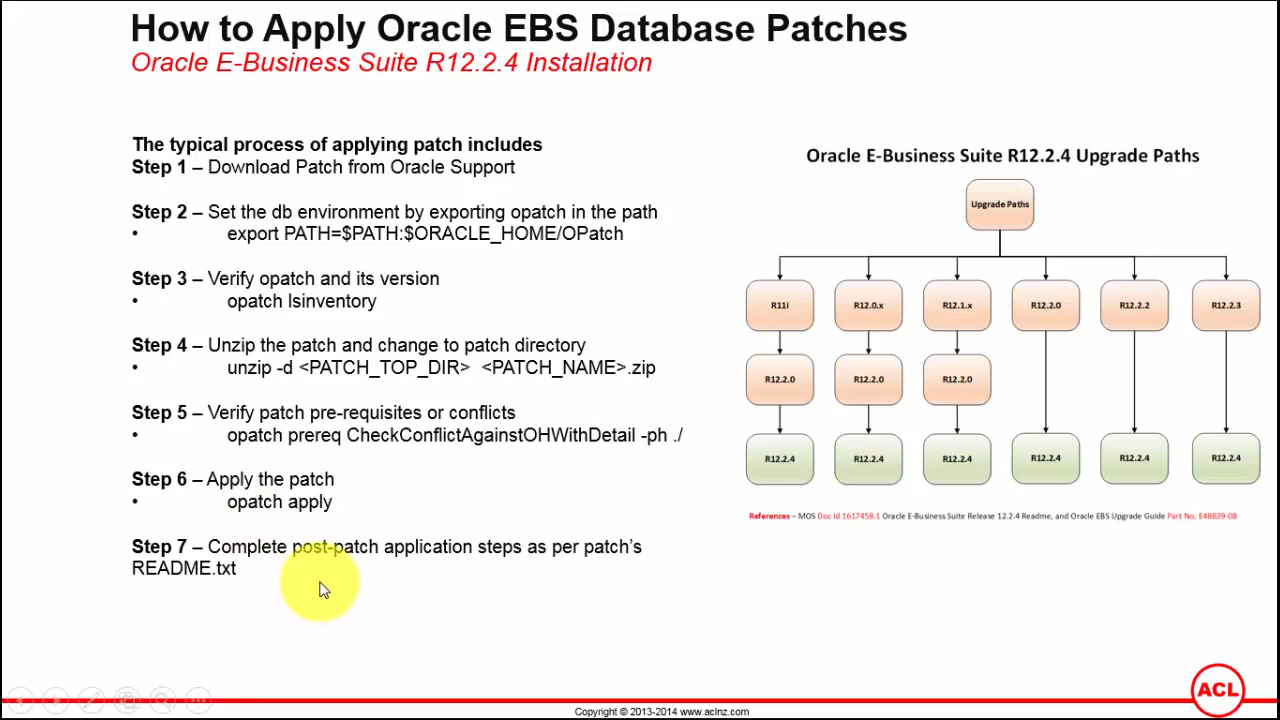 How to Apply Oracle EBS Database Patches
Oracle E-Business Suite R12.2.4 Installation
The typical process of applying patch includes
Step 1 – Download Patch from Oracle Support
Step 2 – Set the db environment by exporting opatch in the path
• export PATH=$PATH:$ORACLE_HOME/OPatch
Step 3 – Verify opatch and its version
• opatch lsinventory
Step 4 – Unzip the patch and change to patch directory
• unzip -d <PATCH_TOP_DIR> <PATCH_NAME>.zip
Step 5 – Verify patch pre-requisites or conflicts
• opatch prereq CheckConflictAgainstOHWithDetail -ph ./
Step 6 – Apply the patch
• opatch apply
Step 7 – Complete post-patch application steps as per patch's
README.txt
Oracle E-Business Suite R12.2.4 Upgrade Paths
Upgrade Paths
R11i R12.0.x R12.1.x R12.2.0 R12.2.2 R12.2.3
R12.2.0 R12.2.0 R12.2.0
R12.2.4 R12.2.4 R12.2.4 R12.2.4 R12.2.4 R12.2.4
References – MOS Doc Id 1617458.1 Oracle E-Business Suite Release 12.2.4 Readme, and Oracle EBS Upgrade Guide Part No. E48839-08
ACL
Copyright © 2013-2014 www.aclnz.com